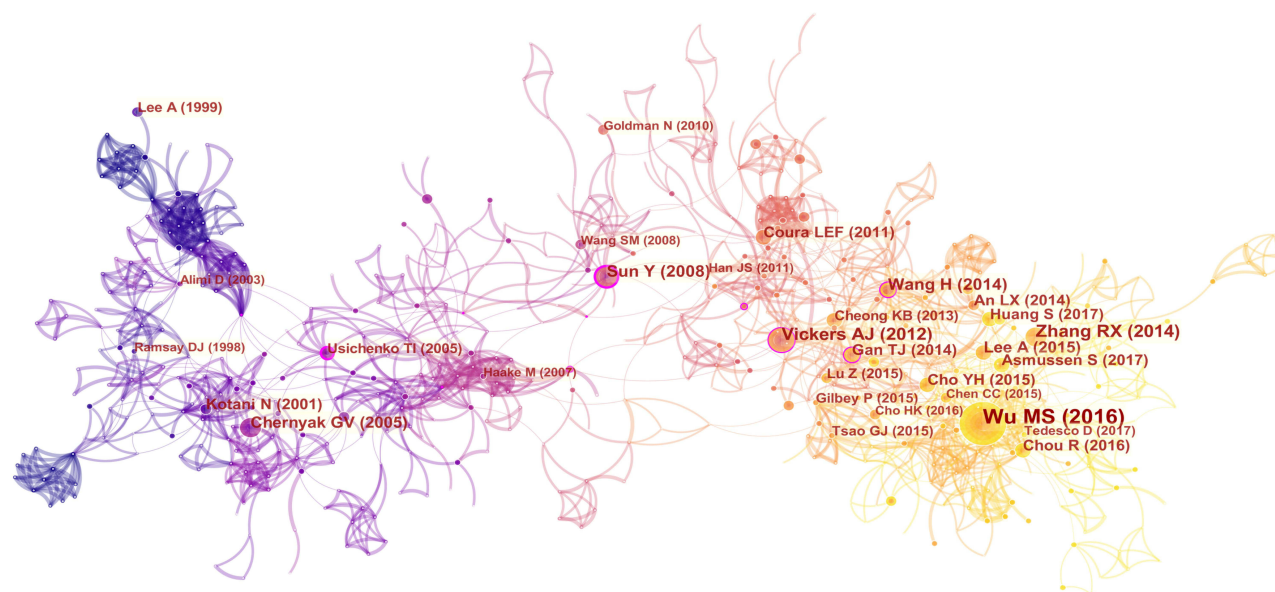 Lee A (1999)
Goldman N (2010)
Coura LEF (2011)
Wang SM (2008)
Sun Y (2008)
Han JS (2011)
Alimi D (2003)
Wang H (2014)
An LX (2014)
Huang S (2017)
Cheong KB (2013)
Zhang RX (2014)
Vickers AJ (2012)
Ramsay DJ (1998)
Usichenko TI (2005)
Gan TJ (2014)
Lee A (2015)
Asmussen S (2017)
Haake M (2007)
Lu Z (2015)
Cho YH (2015)
Gilbey P (2015)
Chen CC (2015)
Kotani N (2001)
Cho HK (2016)
Wu MS (2016)
Chernyak GV (2005)
Tsao GJ (2015)
Tedesco D (2017)
Chou R (2016)